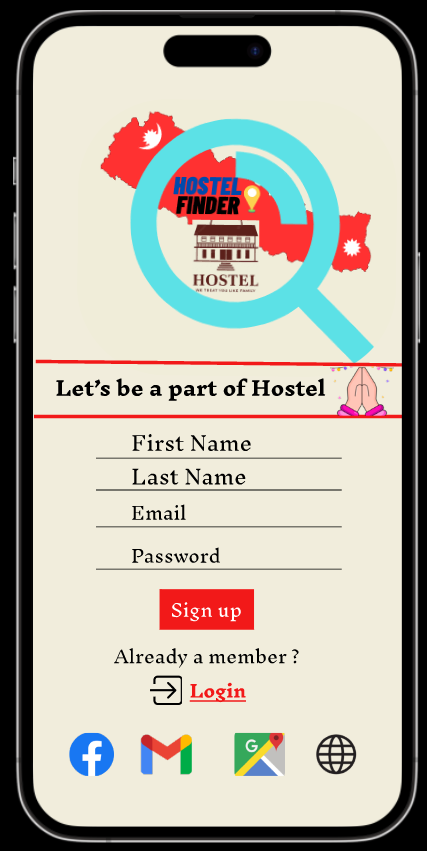 HOSTEL
FINDER
HOSTEL
WE TREAT YOU LIKE FAMILY
Let's be a part of Hostel
First Name
Last Name
Email
Password
Sign up
Already a member ?
Login
G